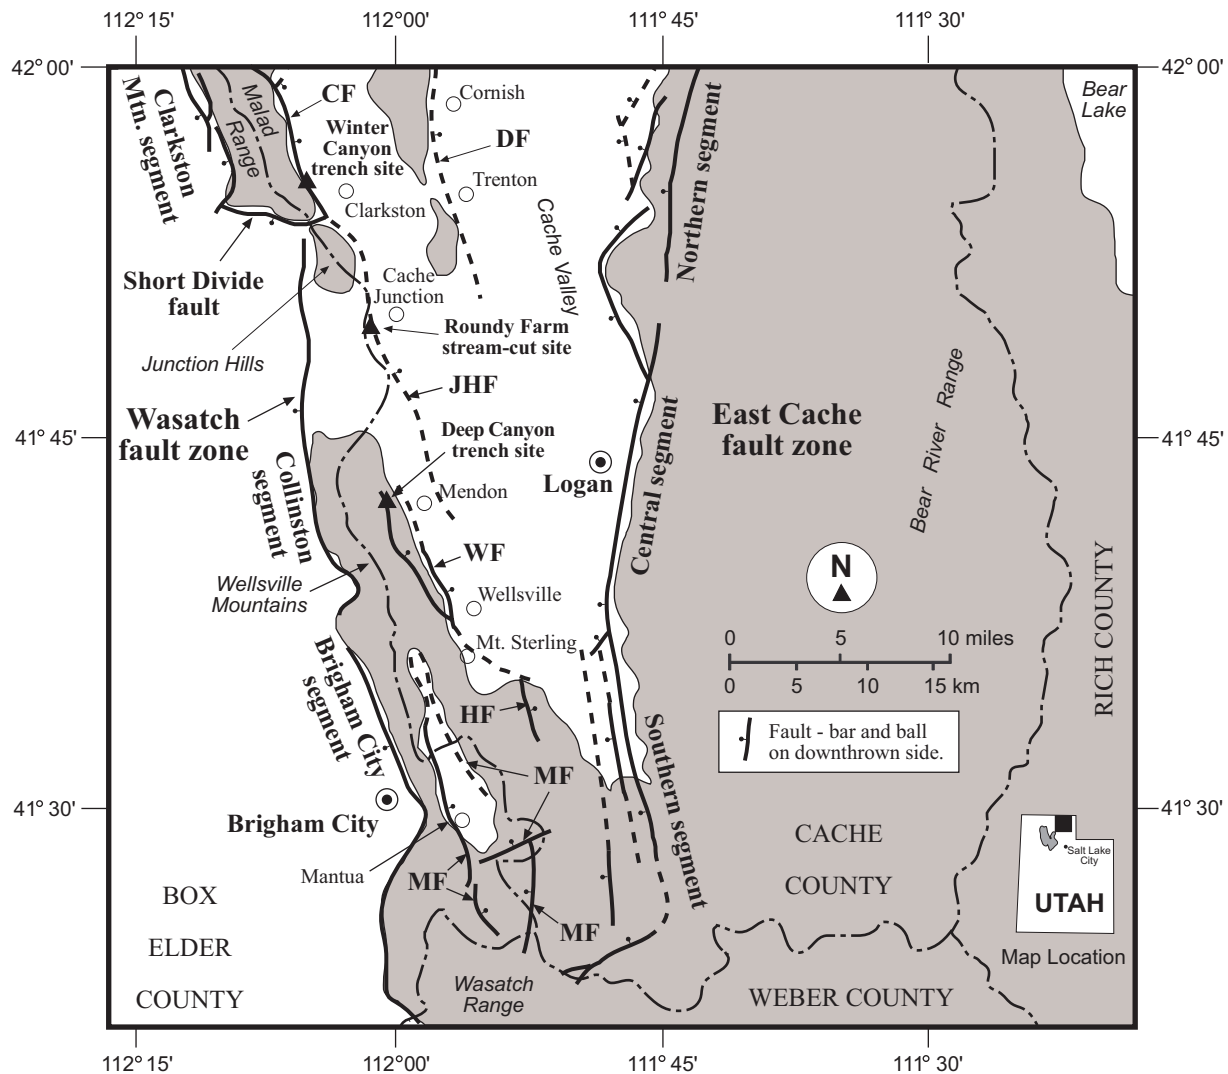 112° 15'
112° 00'
111° 45'
111° 30'
42° 00'
42° 00'
Clarkston
Mtn. segment
Malad
Range
CF
Winter
Canyon
trench site
Clarkston
Cornish
DF
Trenton
Cache Valley
Northern segment
Bear
Lake
Short Divide
fault
Cache
Junction
Roundy Farm
stream-cut site
Junction Hills
JHF
Wasatch
fault zone
41° 45'
41° 45'
Deep Canyon
trench site
East Cache
fault zone
Bear River Range
Collinston
segment
Mendon
Logan
Central segment
WF
Wellsville
Mountains
Wellsville
N
RICH COUNTY
Mt. Sterling
0 5 10 miles
0 5 10 15 km
Brigham City
segment
HF
Fault - bar and ball
on downthrown side.
Southern segment
MF
41° 30'
41° 30'
Brigham City
Mantua
MF
MF
CACHE
COUNTY
Salt Lake
City
UTAH
Map Location
BOX
ELDER
COUNTY
Wasatch
Range
WEBER COUNTY
112° 15'
112° 00'
111° 45'
111° 30'